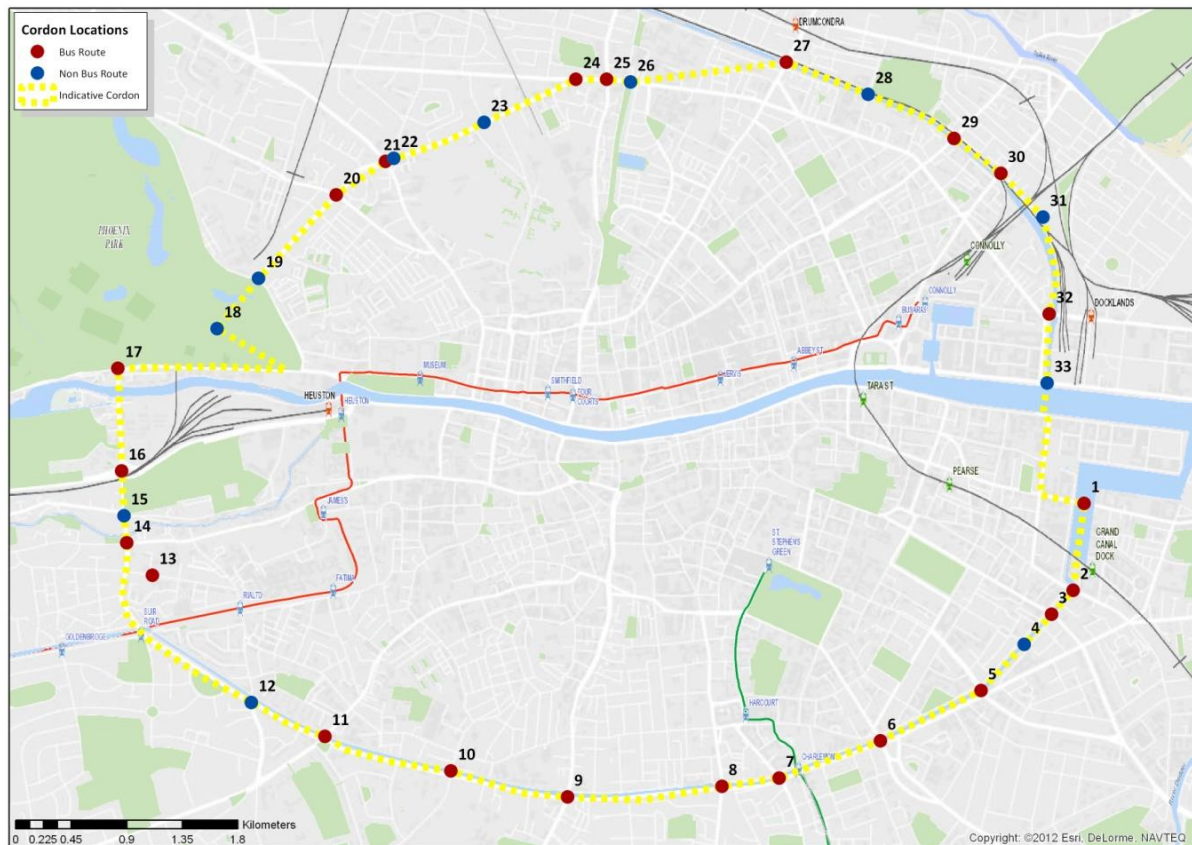 Cordon Locations
Bus Route
Non Bus Route
Indicative Cordon
DRUMCONDRA
27
24 25 26
28
23
29
21 22
30
20
31
PHOENIX
PARK
CONNOLLY
19
CONNOLLY
32
DOCKLANDS
18
BUSARAS
17
ABBEY ST
MUSEUM
33
JERVIS
SMITHFIELD
FOUR
COURTS
HEUSTON
HEUSTON
TARA ST
16
PEARSE
1
15
JAMES'S
14
GRAND
CANAL
DOCK
ST.
STEPHEN'S
GREEN
13
2
FATIMA
3
RIALTO
SUIR
ROAD
4
GOLDENBRIDGE
5
12
HARCOURT
11
6
10
7
CHARLEMONT
8
9
Kilometers
0 0.225 0.45 0.9 1.35 1.8
Copyright: ©2012 Esri, DeLorme, NAVTEQ